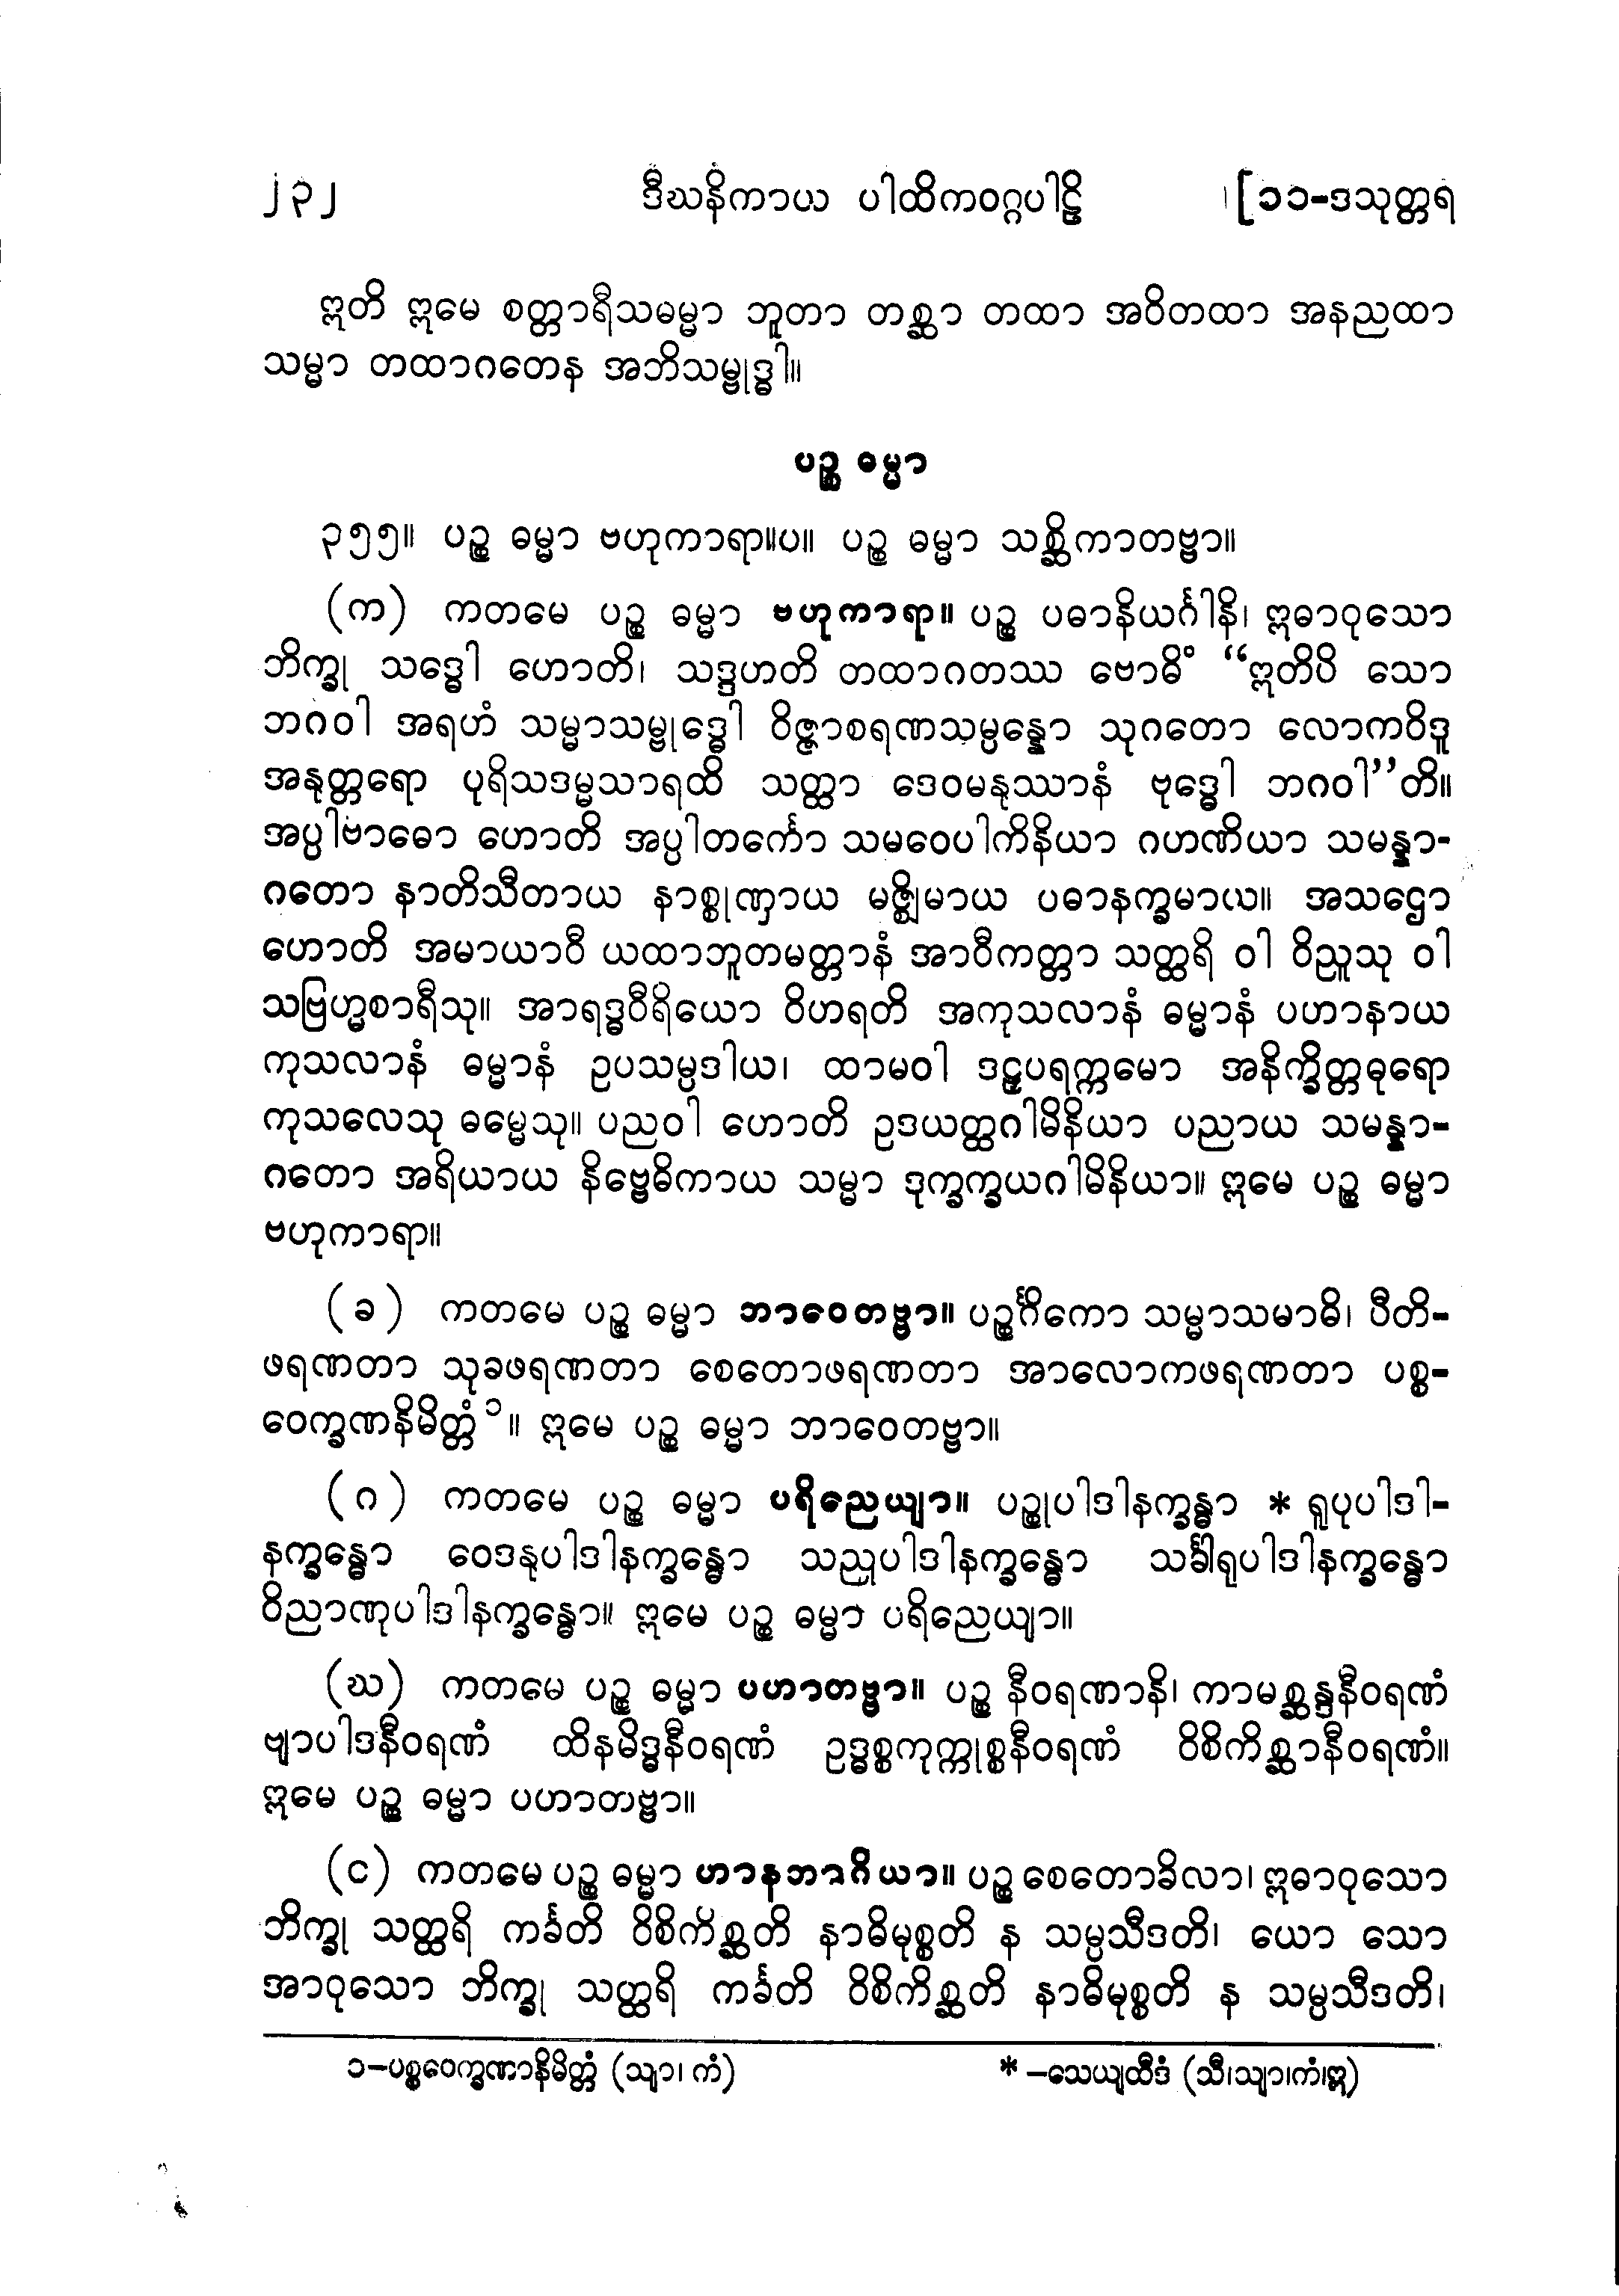 ၂၃၂ ဒီဃနိကာယ ပါထိကဝဂ္ဂပါဠိ [၁၁-ဒသုတ္တရ
ဣတိ ဣမေ စတ္တာရီသဓမ္မာ ဘူတာ တစ္ဆာ တထာ အဝိတထာ အနညထာ
သမ္မာ တထာဂတေန အဘိသမ္ဗုဒ္ဓါ။
ပဉ္စ ဓမ္မာ
၃၅၅။ ပဉ္စ ဓမ္မာ ဗဟုကာရာ။ပ။ ပဉ္စ ဓမ္မာ သစ္ဆိကာတဗ္ဗာ။
(က) ကတမေ ပဉ္စ ဓမ္မာ ဗဟုကာရာ။ ပဉ္စ ပဓာနိယင်္ဂါနိ၊ ဣဓာဝုသော
ဘိက္ခု သဒ္ဓေါ ဟောတိ၊ သဒ္ဒဟတိ တထာဂတဿ ဗောဓိံ “ဣတိပိ သော
ဘဂဝါ အရဟံ သမ္မာသမ္ဗုဒ္ဓေါ ဝိဇ္ဇာစရဏသမ္ပန္နော သုဂတော လောကဝိဒူ
အနုတ္တရော ပုရိသဒမ္မသာရထိ သတ္ထာ ဒေဝမနုဿာနံ ဗုဒ္ဓေါ ဘဂဝါ”တိ။
အပ္ပါဗာဓော ဟောတိ အပ္ပါတင်္ကော သမဝေပါကိနိယာ ဂဟဏိယာ သမန္နာ-
ဂတော နာတိသီတာယ နာစ္စုဏှာယ မဇ္ဈိမာယ ပဓာနက္ခမာယ။ အသဌော
ဟောတိ အမာယာဝီ ယထာဘူတမတ္တာနံ အာဝီကတ္တာ သတ္ထရိ ဝါ ဝိညူသု ဝါ
သဗြဟ္မစာရီသု။ အာရဒ္ဓဝီရိယော ဝိဟရတိ အကုသလာနံ ဓမ္မာနံ ပဟာနာယ
ကုသလာနံ ဓမ္မာနံ ဥပသမ္ပဒါယ၊ ထာမဝါ ဒဠှပရက္ကမော အနိက္ခိတ္တဓုရော
ကုသလေသု ဓမ္မေသု။ ပညဝါ ဟောတိ ဥဒယတ္ထဂါမိနိယာ ပညာယ သမန္နာ-
ဂတော အရိယာယ နိဗ္ဗေဓိကာယ သမ္မာ ဒုက္ခက္ခယဂါမိနိယာ။ ဣမေ ပဉ္စ ဓမ္မာ
ဗဟုကာရာ။
(ခ) ကတမေ ပဉ္စ ဓမ္မာ ဘာဝေတဗ္ဗာ။ ပဉ္စင်္ဂိကော သမ္မာသမာဓိ၊ ပီတိ-
ဖရဏတာ သုခဖရဏတာ စေတောဖရဏတာ အာလောကဖရဏတာ ပစ္စ-
ဝေက္ခဏနိမိတ္တံ၁။ ဣမေ ပဉ္စ ဓမ္မာ ဘာဝေတဗ္ဗာ။
(ဂ) ကတမေ ပဉ္စ ဓမ္မာ ပရိညေယျာ။ ပဉ္စုပါဒါနက္ခန္ဓာ * ရူပုပါဒါ-
နက္ခန္ဓော ဝေဒနုပါဒါနက္ခန္ဓော သညုပါဒါနက္ခန္ဓော သင်္ခါရုပါဒါနက္ခန္ဓော
ဝိညာဏုပါဒါနက္ခန္ဓော။ ဣမေ ပဉ္စ ဓမ္မာ ပရိညေယျာ။
(ဃ) ကတမေ ပဉ္စ ဓမ္မာ ပဟာတဗ္ဗာ။ ပဉ္စ နီဝရဏာနိ၊ ကာမစ္ဆန္ဒနီဝရဏံ
ဗျာပါဒနီဝရဏံ ထိနမိဒ္ဓနီဝရဏံ ဥဒ္ဓစ္စကုက္ကုစ္စနီဝရဏံ ဝိစိကိစ္ဆာနီဝရဏံ။
ဣမေ ပဉ္စ ဓမ္မာ ပဟာတဗ္ဗာ။
(င) ကတမေ ပဉ္စ ဓမ္မာ ဟာနဘာဂိယာ။ ပဉ္စ စေတောခိလာ၊ ဣဓာဝုသော
ဘိက္ခု သတ္ထရိ ကင်္ခတိ ဝိစိကိစ္ဆတိ နာဓိမုစ္စတိ န သမ္ပသီဒတိ၊ ယော သော
အာဝုသော ဘိက္ခု သတ္ထရိ ကင်္ခတိ ဝိစိကိစ္ဆတိ နာဓိမုစ္စတိ န သမ္ပသီဒတိ၊
၁-ပစ္စဝေက္ခဏာနိမိတ္တံ (သျာ၊ ကံ) * -သေယျထိဒံ (သီ၊သျာ၊ကံ၊ဣ)